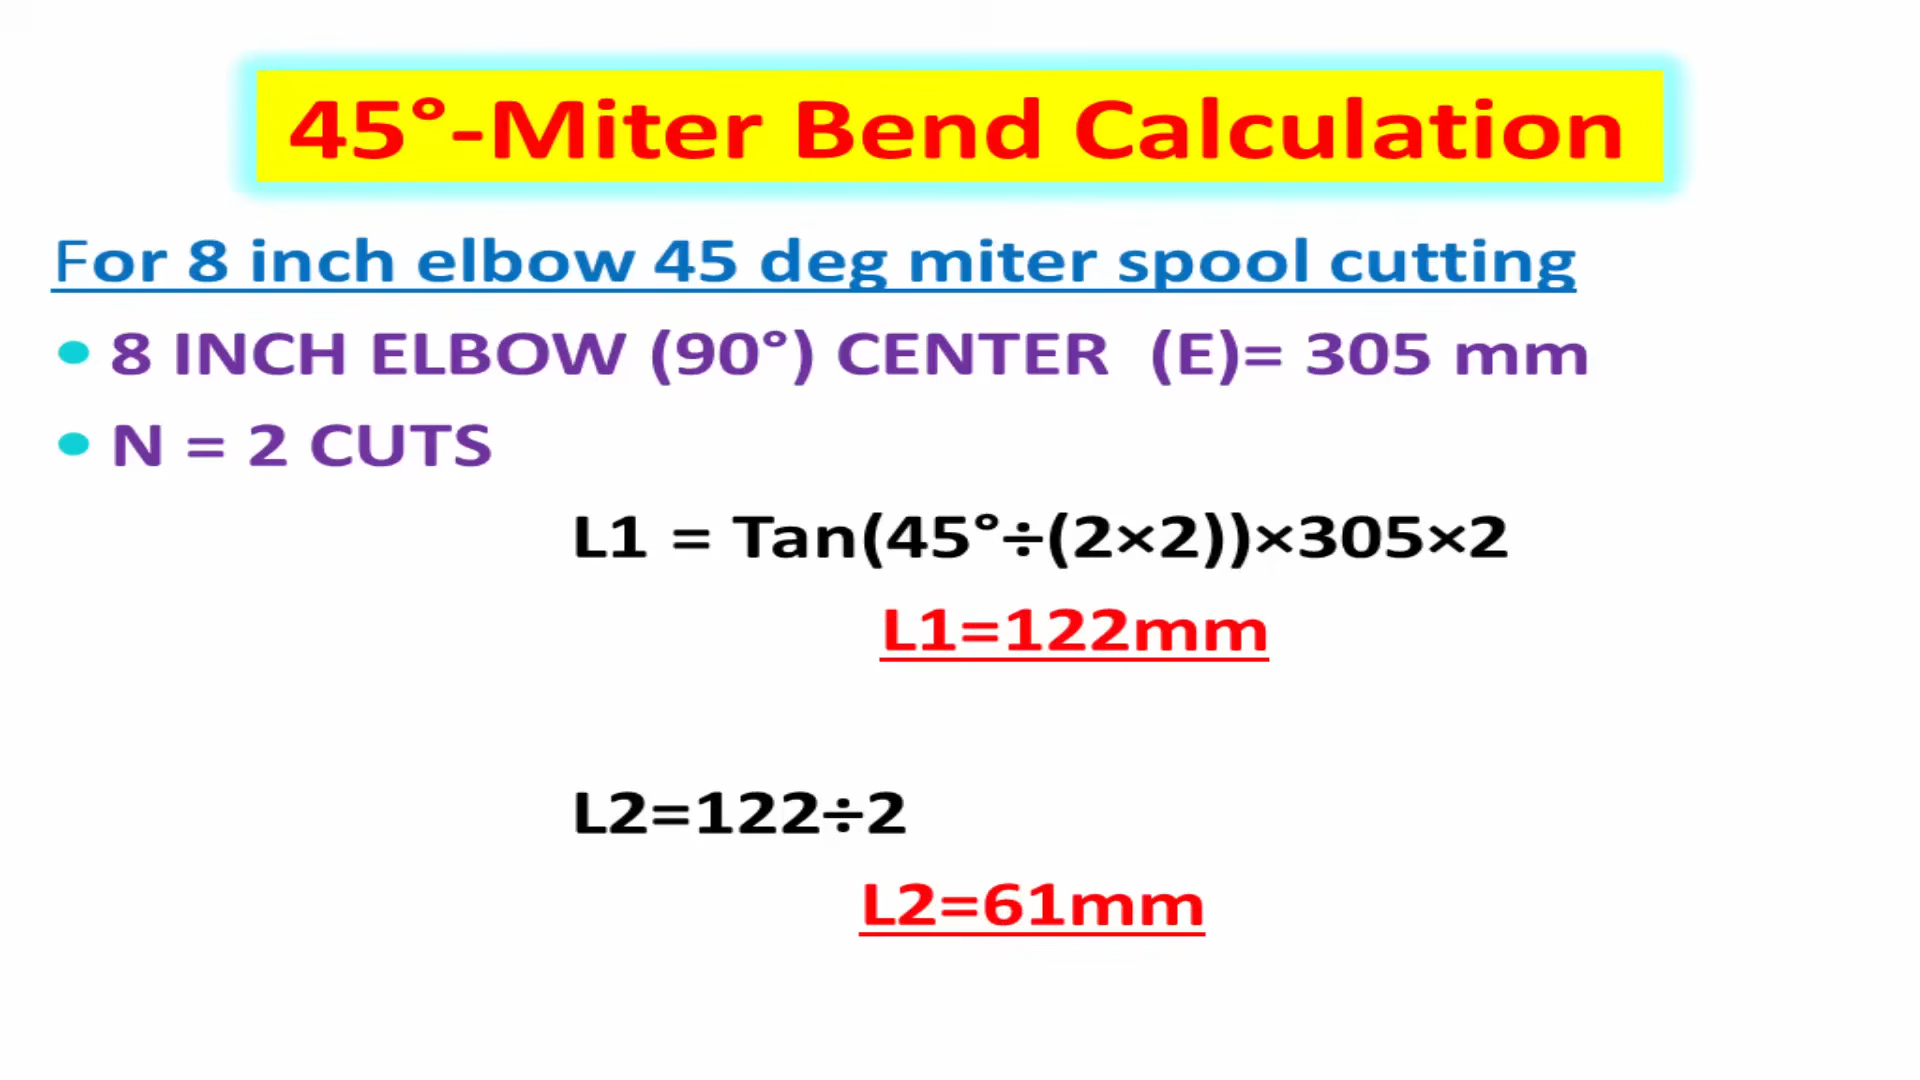 45°-Miter Bend Calculation
For 8 inch elbow 45 deg miter spool cutting
• 8 INCH ELBOW (90°) CENTER (E)= 305 mm
• N = 2 CUTS
L1 = Tan(45°÷(2×2))×305×2
L1=122mm
L2=122÷2
L2=61mm